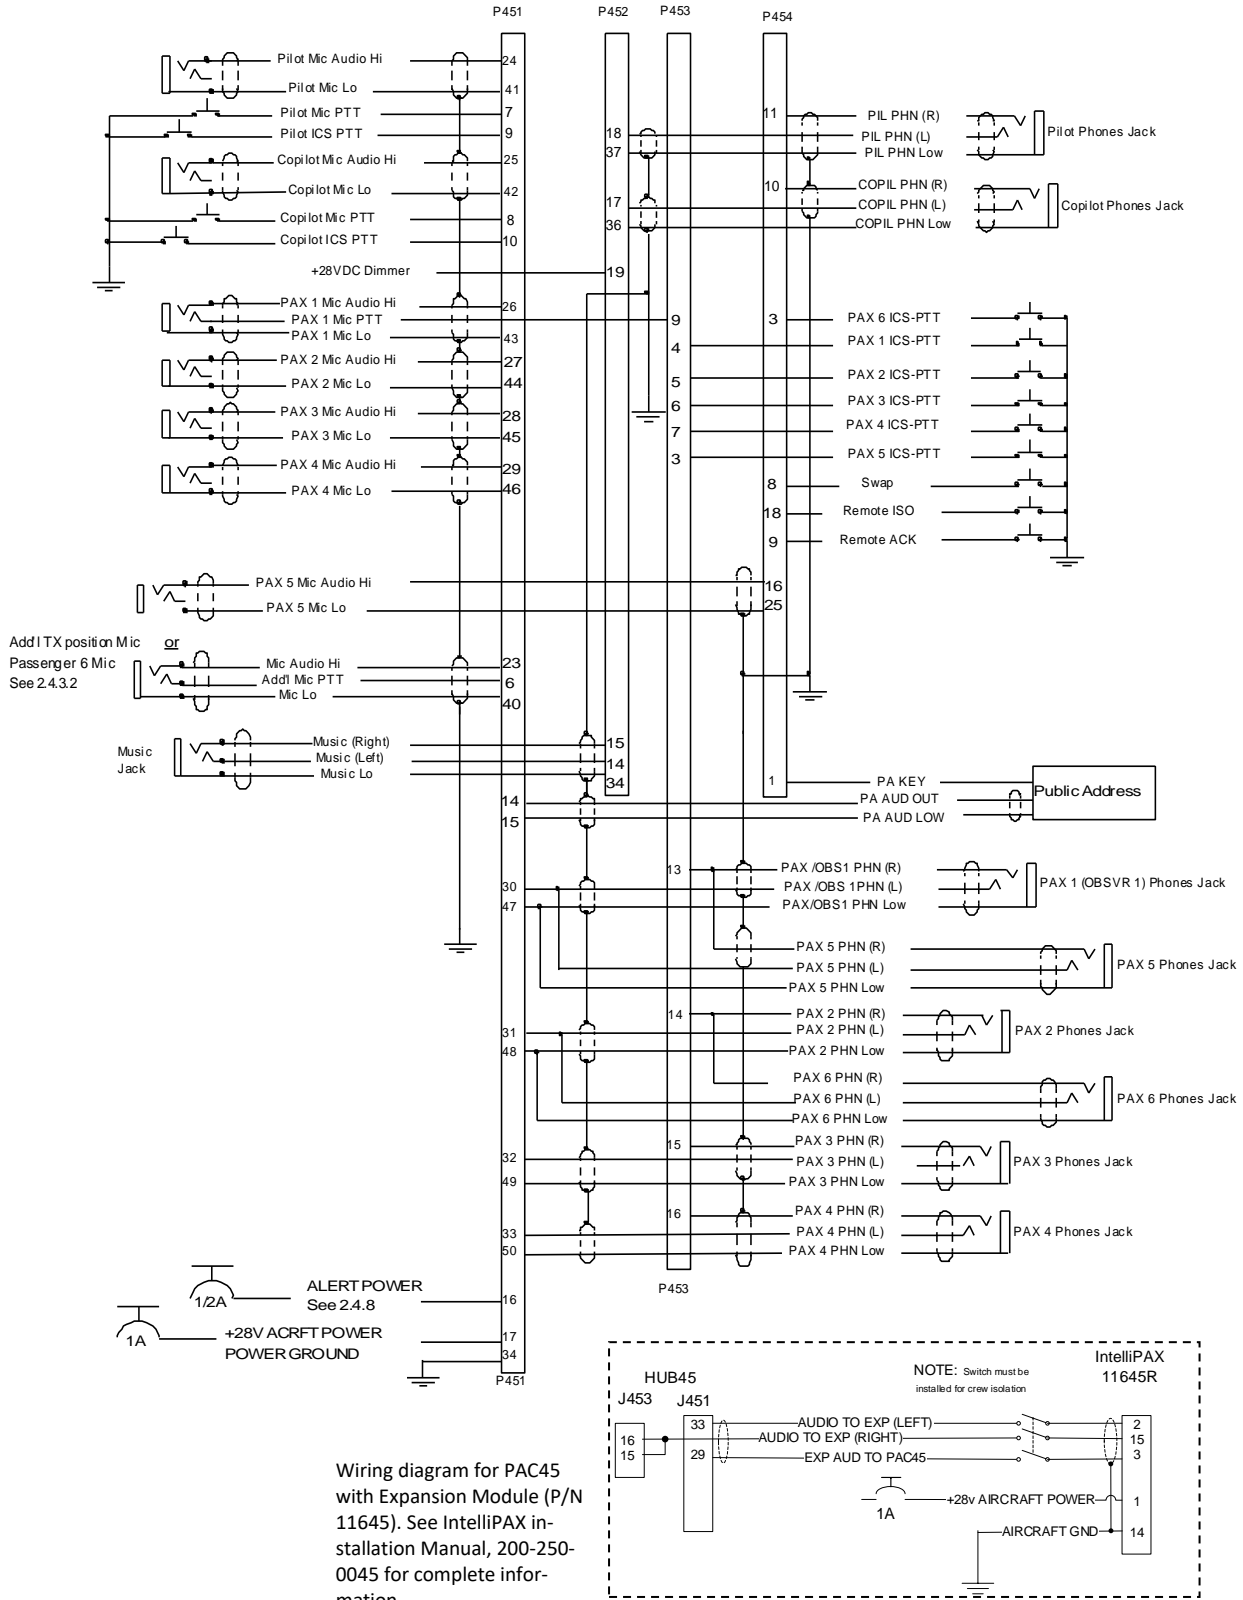 P451
P452
P453
P454
Pilot Mic Audio Hi
24
Pilot Mic Lo
41
Pilot Mic PTT
7
Pilot ICS PTT
9
Copilot Mic Audio Hi
25
Copilot Mic Lo
42
Copilot Mic PTT
8
Copilot ICS PTT
10
+28VDC Dimmer
19
11
PIL PHN (R)
18
PIL PHN (L)
37
PIL PHN Low
Pilot Phones Jack
10
COPIL PHN (R)
17
COPIL PHN (L)
36
COPIL PHN Low
Copilot Phones Jack
PAX 1 Mic Audio Hi
26
PAX 1 Mic PTT
9
PAX 1 Mic Lo
43
PAX 2 Mic Audio Hi
27
PAX 2 Mic Lo
44
PAX 3 Mic Audio Hi
28
PAX 3 Mic Lo
45
PAX 4 Mic Audio Hi
29
PAX 4 Mic Lo
46
3
PAX 6 ICS-PTT
4
PAX 1 ICS-PTT
5
PAX 2 ICS-PTT
6
PAX 3 ICS-PTT
7
PAX 4 ICS-PTT
3
PAX 5 ICS-PTT
8
Swap
18
Remote ISO
9
Remote ACK
PAX 5 Mic Audio Hi
16
PAX 5 Mic Lo
25
Add'l TX position Mic or
Passenger 6 Mic
See 2.4.3.2
Mic Audio Hi
23
Add'l Mic PTT
6
Mic Lo
40
Music
Jack
Music (Right)
15
Music (Left)
14
Music Lo
34
1
PA KEY
14
PA AUD OUT
15
PA AUD LOW
Public Address
13
PAX /OBS1 PHN (R)
30
PAX /OBS 1PHN (L)
47
PAX/OBS1 PHN Low
PAX 1 (OBSVR 1) Phones Jack
PAX 5 PHN (R)
PAX 5 PHN (L)
PAX 5 PHN Low
PAX 5 Phones Jack
14
PAX 2 PHN (R)
31
PAX 2 PHN (L)
48
PAX 2 PHN Low
PAX 2 Phones Jack
PAX 6 PHN (R)
PAX 6 PHN (L)
PAX 6 PHN Low
PAX 6 Phones Jack
15
PAX 3 PHN (R)
32
PAX 3 PHN (L)
49
PAX 3 PHN Low
PAX 3 Phones Jack
16
PAX 4 PHN (R)
33
PAX 4 PHN (L)
50
PAX 4 PHN Low
PAX 4 Phones Jack
P453
1/2A
ALERT POWER
See 2.4.8
16
1A
+28V ACRFT POWER
17
POWER GROUND
34
P451
HUB45
J453
J451
NOTE: Switch must be
installed for crew isolation
IntelliPAX
11645R
33
AUDIO TO EXP (LEFT)
2
16
AUDIO TO EXP (RIGHT)
15
15
29
EXP AUD TO PAC45
3
1A
+28v AIRCRAFT POWER
1
AIRCRAFT GND
14
Wiring diagram for PAC45
with Expansion Module (P/N
11645). See IntelliPAX in-
stallation Manual, 200-250-
0045 for complete infor-
mation